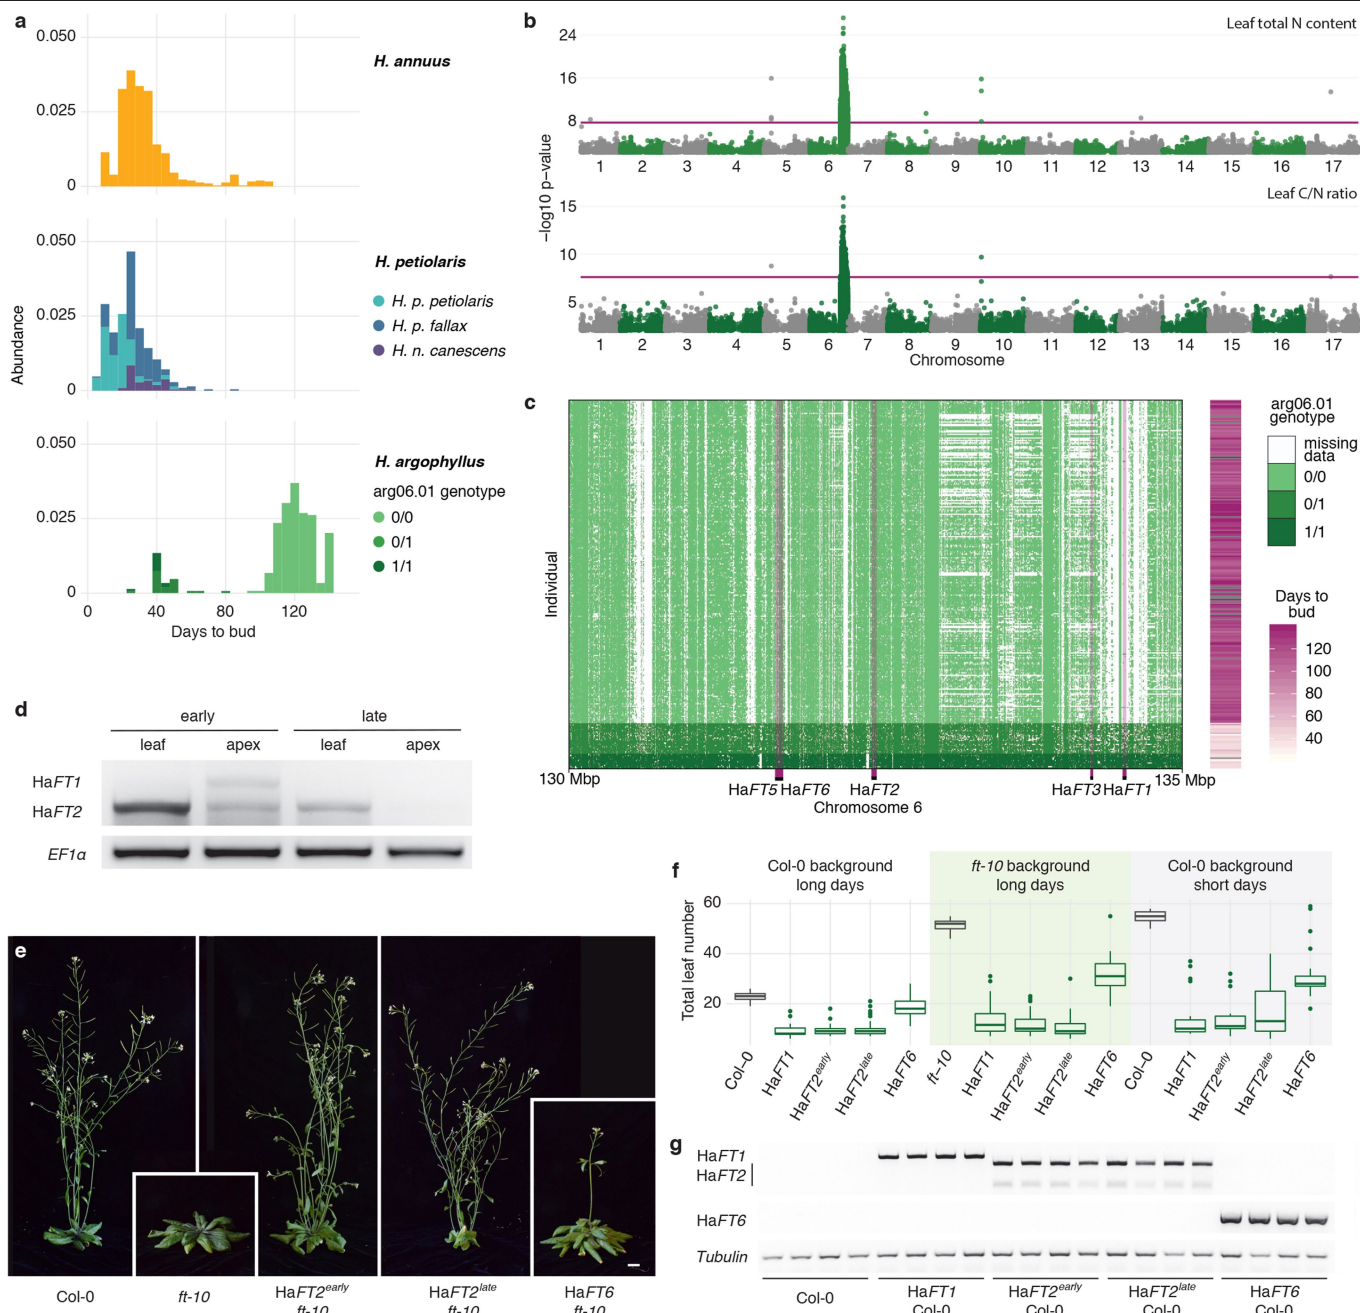 a
0.050
0.025
0
H. annuus
0.050
0.025
0
H. petiolaris
H. p. petiolaris
H. p. fallax
H. n. canescens
Abundance
0.050
0.025
0
H. argophyllus
arg06.01 genotype
0/0
0/1
1/1
0 40 80 120
Days to bud
b
Leaf total N content
24
16
8
1 2 3 4 5 6 7 8 9 10 11 12 13 14 15 16 17
−log10 p-value
Leaf C/N ratio
15
10
5
1 2 3 4 5 6 7 8 9 10 11 12 13 14 15 16 17
Chromosome
c
Individual
130 Mbp
135 Mbp
HaFT5 HaFT6 HaFT2 HaFT3 HaFT1
Chromosome 6
arg06.01
genotype
missing
data
0/0
0/1
1/1
Days to
bud
120
100
80
60
40
d
early late
leaf apex leaf apex
HaFT1
HaFT2
EF1α
e
Col-0
ft-10
HaFT2early
ft-10
HaFT2late
ft-10
HaFT6
ft-10
f
Col-0 background
long days
ft-10 background
long days
Col-0 background
short days
Total leaf number
60
40
20
Col-0 HaFT1 HaFT2early HaFT2late HaFT6 ft-10 HaFT1 HaFT2early HaFT2late HaFT6 Col-0 HaFT1 HaFT2early HaFT2late HaFT6
g
HaFT1
HaFT2
HaFT6
Tubulin
Col-0
HaFT1
Col-0
HaFT2early
Col-0
HaFT2late
Col-0
HaFT6
Col-0